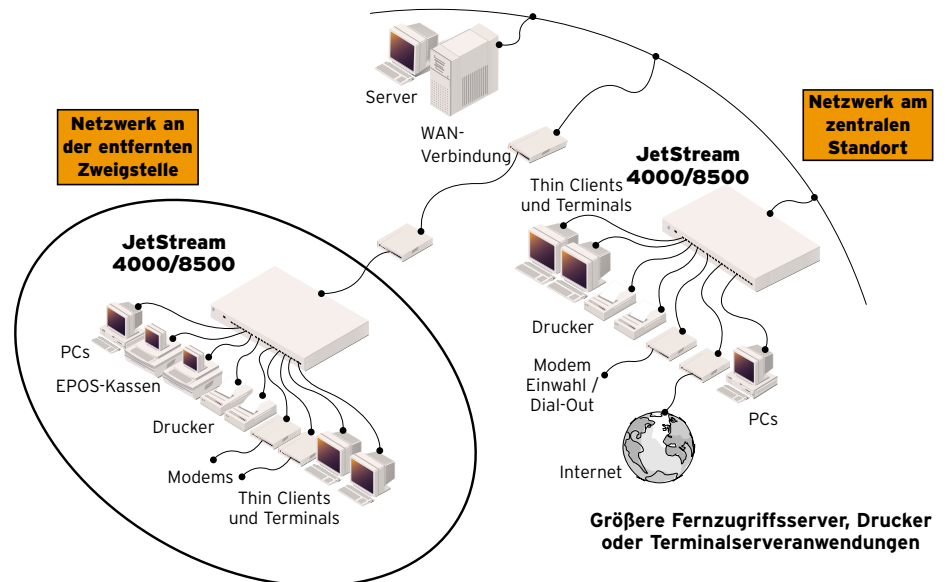 Server
WAN-
Verbindung
Netzwerk an
der entfernten
Zweigstelle
Netzwerk am
zentralen
Standort
JetStream
4000/8500
Thin Clients
und Terminals
Drucker
Modem
Einwahl /
Dial-Out
PCs
Internet
JetStream
4000/8500
PCs
EPOS-Kassen
Drucker
Modems
Thin Clients
und Terminals
Größere Fernzugriffsserver, Drucker
oder Terminalserveranwendungen